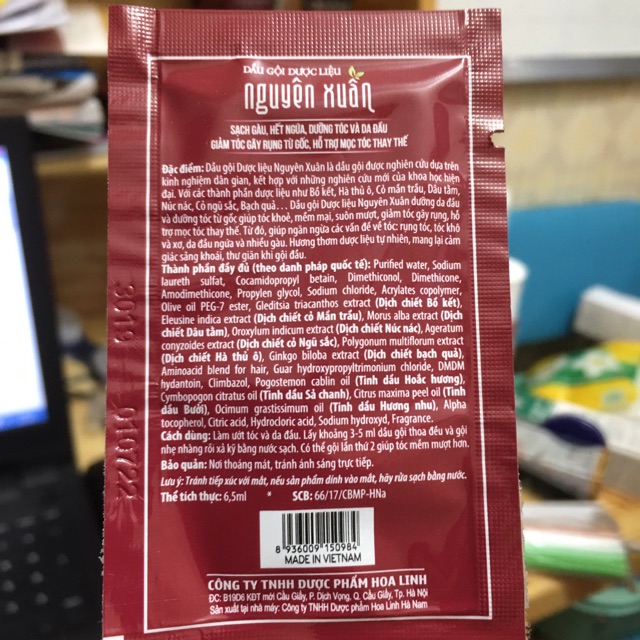 DẦU GỘI DƯỢC LIỆU
nguyên xuân
SẠCH GÀU, HẾT NGỨA, DƯỠNG TÓC VÀ DA ĐẦU
GIẢM TÓC GÃY RỤNG TỪ GỐC, HỖ TRỢ MỌC TÓC THAY THẾ
Đặc điểm: Dầu gội Dược liệu Nguyên Xuân là dầu gội được nghiên cứu dựa trên
kinh nghiệm dân gian, kết hợp với những nghiên cứu mới của khoa học hiện
đại. Với các thành phần dược liệu như Bồ kết, Hà thủ ô, Cỏ mần trầu, Dâu tằm,
Núc nác, Cỏ ngũ sắc, Bạch quả... Dầu gội Dược liệu Nguyên Xuân dưỡng da đầu
và dưỡng tóc từ gốc giúp tóc khoẻ, mềm mại, suôn mượt, giảm tóc gãy rụng, hỗ
trợ mọc tóc thay thế. Từ đó, giúp ngăn ngừa các vấn đề về tóc: rụng tóc, tóc khô
và xơ, da đầu ngứa và nhiều gàu. Hương thơm dược liệu tự nhiên, mang lại cảm
giác sảng khoái, thư giãn khi gội đầu.
Thành phần đầy đủ (theo danh pháp quốc tế): Purified water, Sodium
laureth sulfat, Cocamidopropyl betain, Dimethiconol, Dimethicone,
Amodimethicone, Propylen glycol, Sodium chloride, Acrylates copolymer,
Olive oil PEG-7 ester, Gleditsia triacanthos extract (Dịch chiết Bồ kết),
Eleusine indica extract (Dịch chiết cỏ Mần trầu), Morus alba extract (Dịch
chiết Dâu tằm), Oroxylum indicum extract (Dịch chiết Núc nác), Ageratum
conyzoides extract (Dịch chiết cỏ Ngũ sắc), Polygonum multiflorum extract
(Dịch chiết Hà thủ ô), Ginkgo biloba extract (Dịch chiết bạch quả),
Aminoacid blend for hair, Guar hydroxypropyltrimonium chloride, DMDM
hydantoin, Climbazol, Pogostemon cablin oil (Tinh dầu Hoắc hương),
Cymbopogon citratus oil (Tinh dầu Sả chanh), Citrus maxima peel oil (Tinh
dầu Bưởi), Ocimum grastissimum oil (Tinh dầu Hương nhu), Alpha
tocopherol, Citric acid, Hydrocloric acid, Sodium hydroxyd, Fragrance.
Cách dùng: Làm ướt tóc và da đầu. Lấy khoảng 3-5 ml dầu gội thoa đều và gội
nhẹ nhàng rồi xả kỹ bằng nước sạch. Có thể gội lần thứ 2 giúp tóc mềm mượt hơn.
Bảo quản: Nơi thoáng mát, tránh ánh sáng trực tiếp.
Lưu ý: Tránh tiếp xúc với mắt, nếu sản phẩm dính vào mắt, hãy rửa sạch bằng nước.
Thể tích thực: 6,5ml * SCB: 66/17/CBMP-HNa
8 936009 150984
MADE IN VIETNAM
CÔNG TY TNHH DƯỢC PHẨM HOA LINH
ĐC: B19D6 KĐT mới Cầu Giấy, P. Dịch Vọng, Q. Cầu Giấy, Tp. Hà Nội
Sản xuất tại nhà máy: Công ty TNHH Dược phẩm Hoa Linh Hà Nam